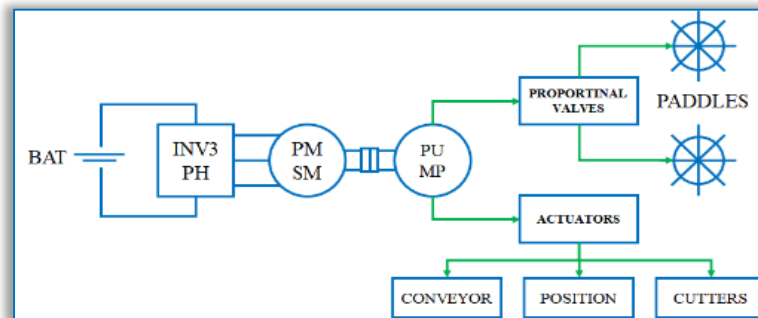 BAT
INV3
PH
PM
SM
PU
MP
PROPORTINAL
VALVES
PADDLES
ACTUATORS
CONVEYOR
POSITION
CUTTERS